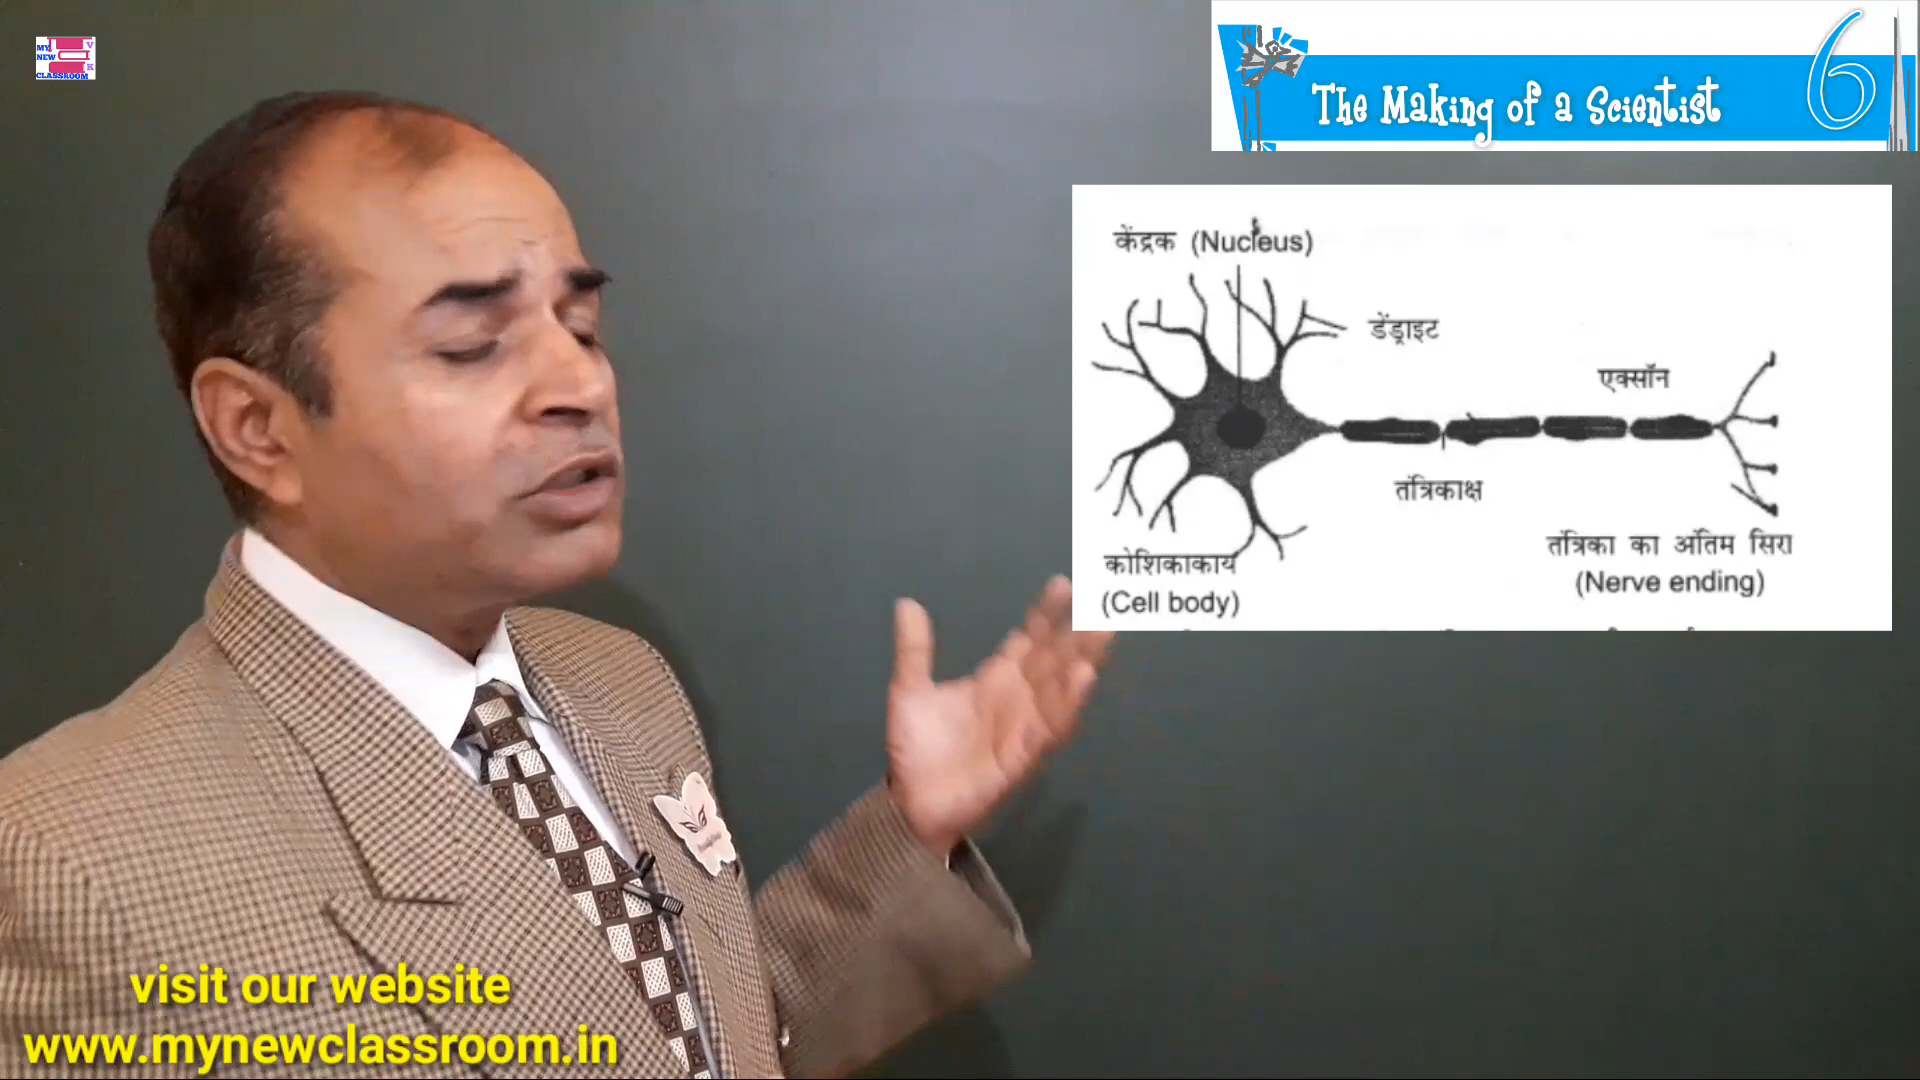 MY
NEW
CLASSROOM
V
K
The Making of a Scientist
6
केंद्रक (Nucleus)
डेंड्राइट
एक्सॉन
तंत्रिकाक्ष
तंत्रिका का अंतिम सिरा
(Nerve ending)
कोशिकाकाय
(Cell body)
visit our website
www.mynewclassroom.in